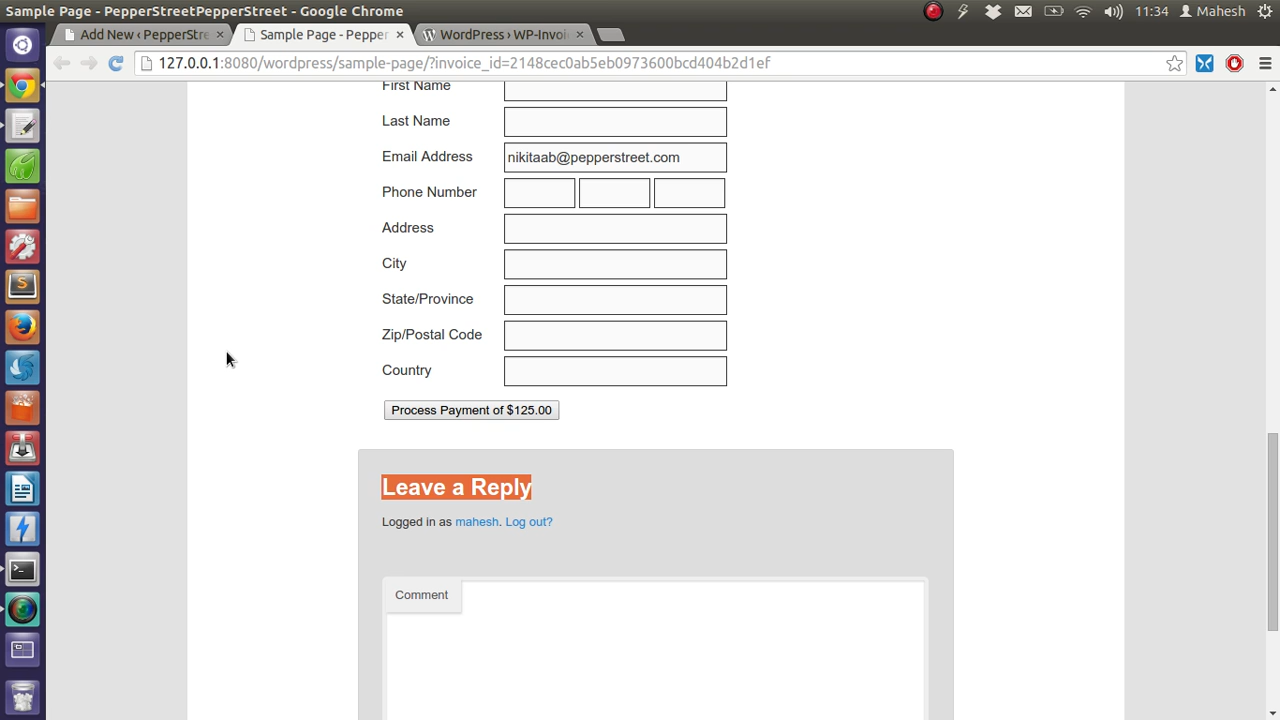 Sample Page - PepperStreetPepperStreet - Google Chrome
11:34 Mahesh
Add New ‹ PepperStre
Sample Page - Pepper
WordPress › WP-Invoi
127.0.0.1:8080/wordpress/sample-page/?invoice_id=2148cec0ab5eb0973600bcd404b2d1ef
First Name
Last Name
Email Address nikitaab@pepperstreet.com
Phone Number
Address
City
State/Province
Zip/Postal Code
Country
Process Payment of $125.00
Leave a Reply
Logged in as mahesh. Log out?
Comment